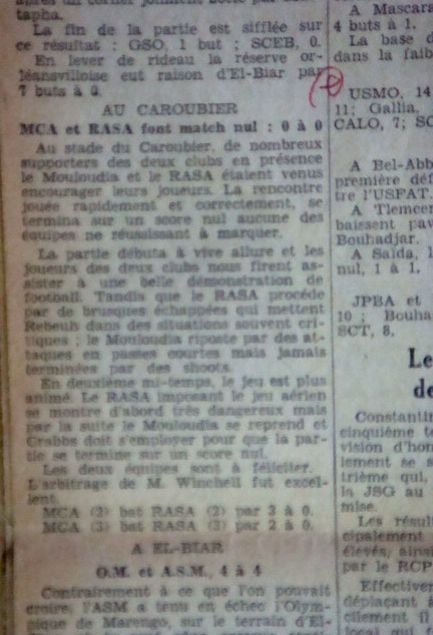 tapha.
La fin de la partie est sifflée sur
ce résultat : GSO, 1 but ; SCEB, 0.
En lever de rideau la réserve or-
léansvilloise eut raison d'El-Biar par
7 buts à 0.
AU CAROUBIER
MCA et RASA font match nul : 0 à 0
Au stade du Caroubier, de nombreux
supporters des deux clubs en présence
le Mouloudia et le RASA étaient venus
encourager leurs joueurs. La rencontre
jouée rapidement et correctement, se
termina sur un score nul aucune des
équipes ne réussissant à marquer.
La partie débuta à vive allure et les
joueurs des deux clubs nous firent as-
sister à une belle démonstration de
football. Tandis que le RASA procède
par de brusques échappées qui mettent
Rebeuh dans des situations souvent cri-
tiques ; le Mouloudia riposte par des at-
taques en passes courtes mais jamais
terminées par des shoots.
En deuxième mi-temps, le jeu est plus
animé. Le RASA imposant le jeu aérien
se montre d'abord très dangereux mais
par la suite le Mouloudia se reprend et
Crabbs doit s'employer pour que la par-
tie se termine sur un score nul.
Les deux équipes sont à féliciter.
L'arbitrage de M. Winchell fut excel-
lent.
MCA (2) bat RASA (2) par 3 à 0.
MCA (3) bat RASA (3) par 2 à 0.
A EL-BIAR
O.M. et A.S.M., 4 à 4
Contrairement à ce que l'on pouvait
croire, l'ASM a tenu en échec l'Olym-
pique de Marengo, sur le terrain d'El-
A Mascara
4 buts à 1.
La base d
dans la faib
USMO, 14
11; Gallia,
CALO, 7; SC
A Bel-Abb
première déf
tre l'USFAT.
A Tlemcen
baissent pav
Bouhadjar.
A Saïda, 1
nul, 1 à 1.
JPBA et
10 ; Bouha
SCT, 8.
Le
de
Constantin
cinquième to
vision d'hon
lement se s
trième qui,
la JSG au
mise.
Les résul
cipalement
élevés, ainsi
par le RCP
Effectiver
déplaçant à
cilement il